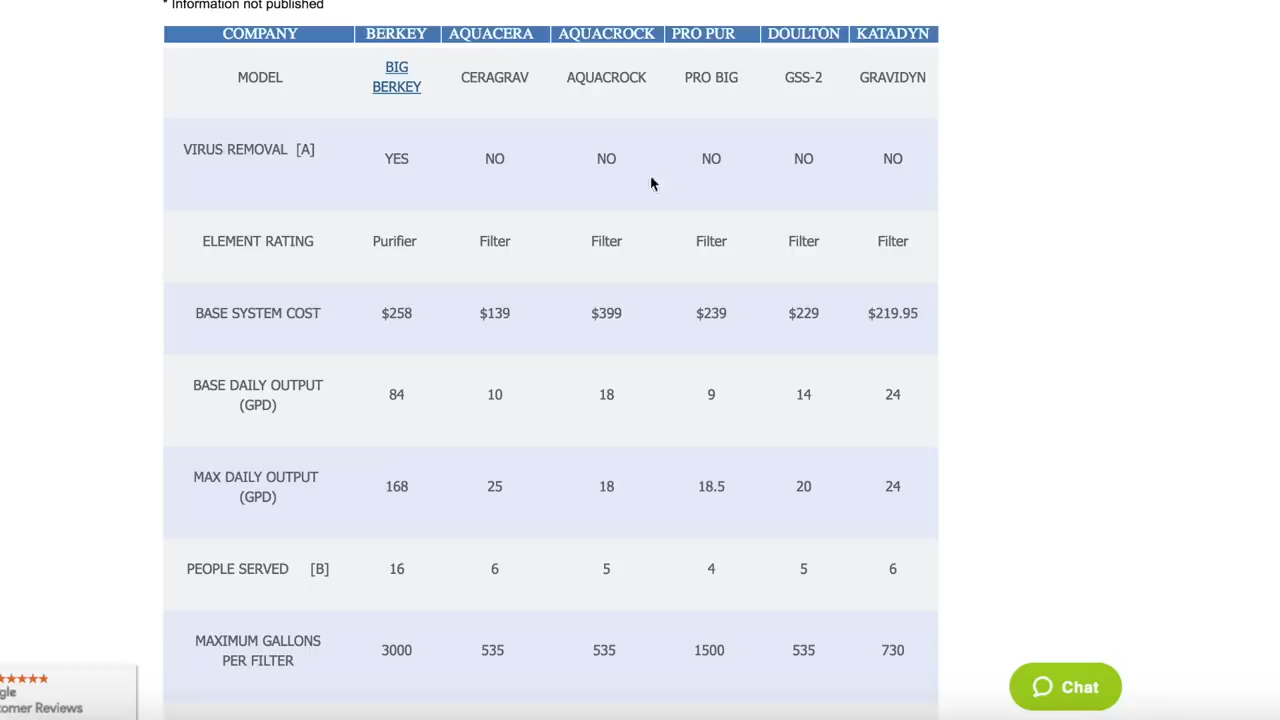 * Information not published
COMPANY BERKEY AQUACERA AQUACROCK PRO PUR DOULTON KATADYN
MODEL BIG BERKEY CERAGRAV AQUACROCK PRO BIG GSS-2 GRAVIDYN
VIRUS REMOVAL [A] YES NO NO NO NO NO
ELEMENT RATING Purifier Filter Filter Filter Filter Filter
BASE SYSTEM COST $258 $139 $399 $239 $229 $219.95
BASE DAILY OUTPUT (GPD) 84 10 18 9 14 24
MAX DAILY OUTPUT (GPD) 168 25 18 18.5 20 24
PEOPLE SERVED [B] 16 6 5 4 5 6
MAXIMUM GALLONS PER FILTER 3000 535 535 1500 535 730
gle
tomer Reviews
Chat